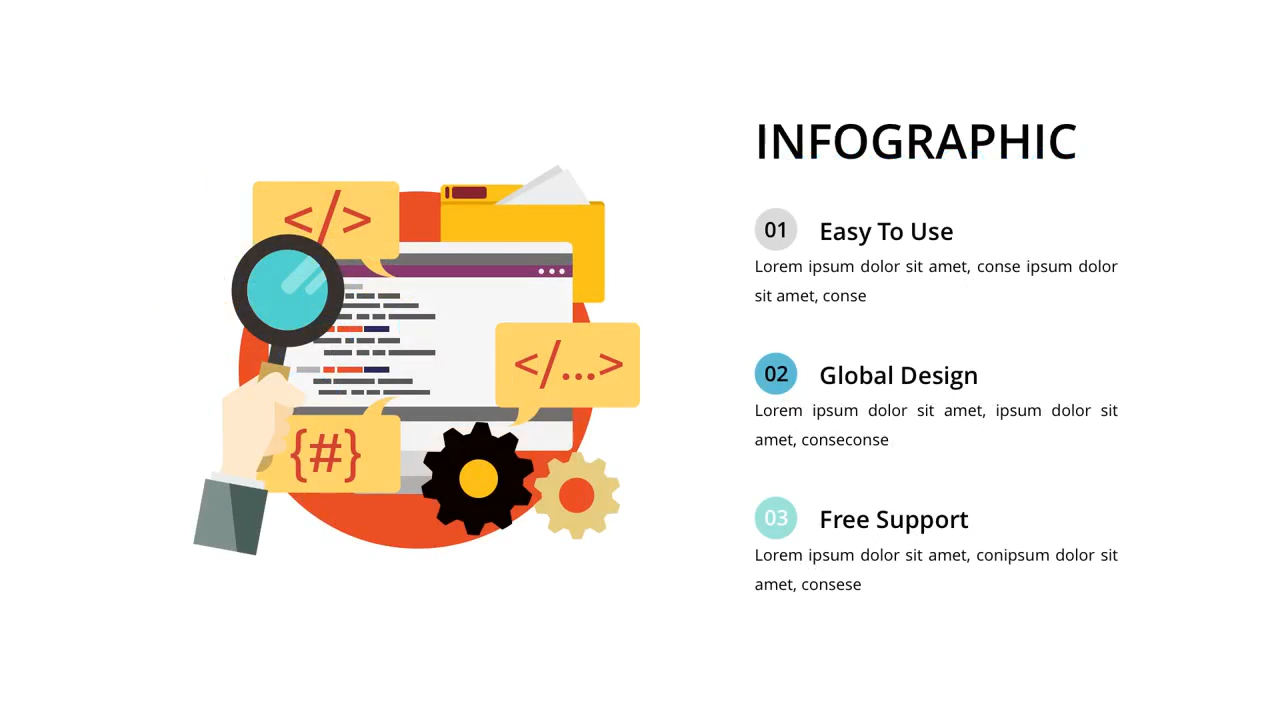 INFOGRAPHIC
</>
01 Easy To Use
Lorem ipsum dolor sit amet, conse ipsum dolor
sit amet, conse
</...>
02 Global Design
Lorem ipsum dolor sit amet, ipsum dolor sit
amet, conseconse
{#}
03 Free Support
Lorem ipsum dolor sit amet, conipsum dolor sit
amet, consese